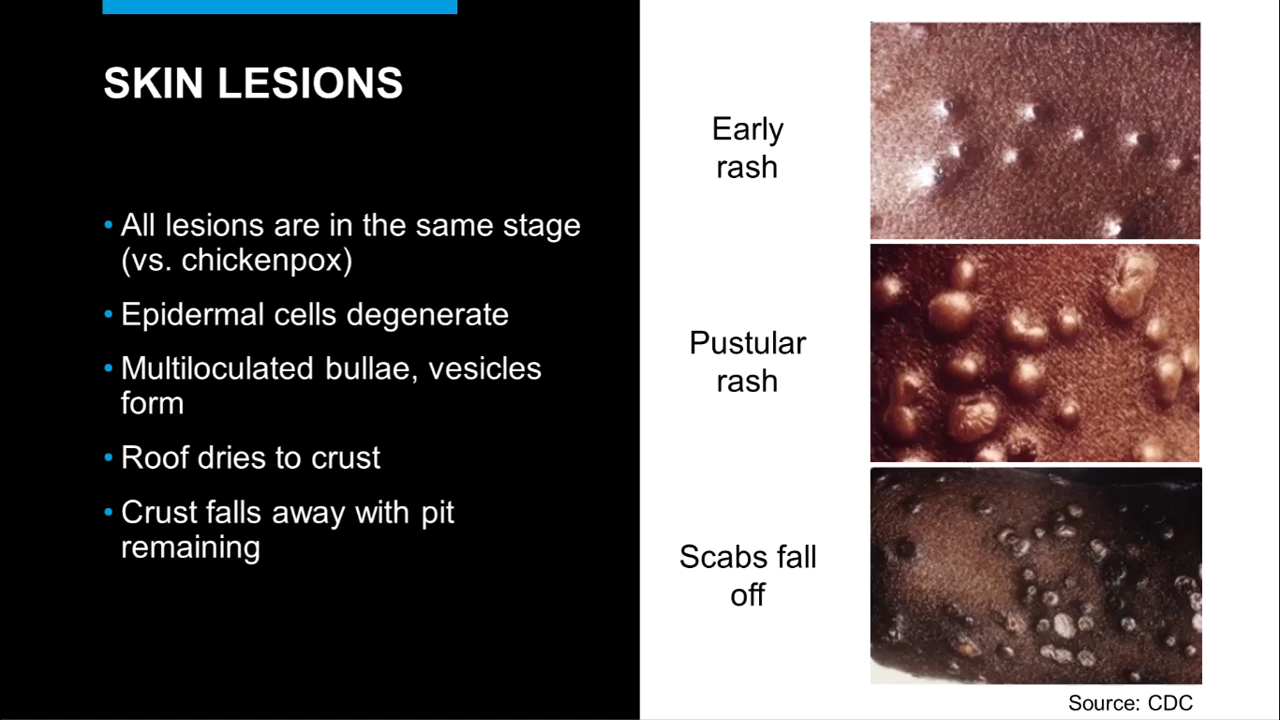 SKIN LESIONS
• All lesions are in the same stage
(vs. chickenpox)
• Epidermal cells degenerate
• Multiloculated bullae, vesicles
form
• Roof dries to crust
• Crust falls away with pit
remaining
Early
rash
Pustular
rash
Scabs fall
off
Source: CDC